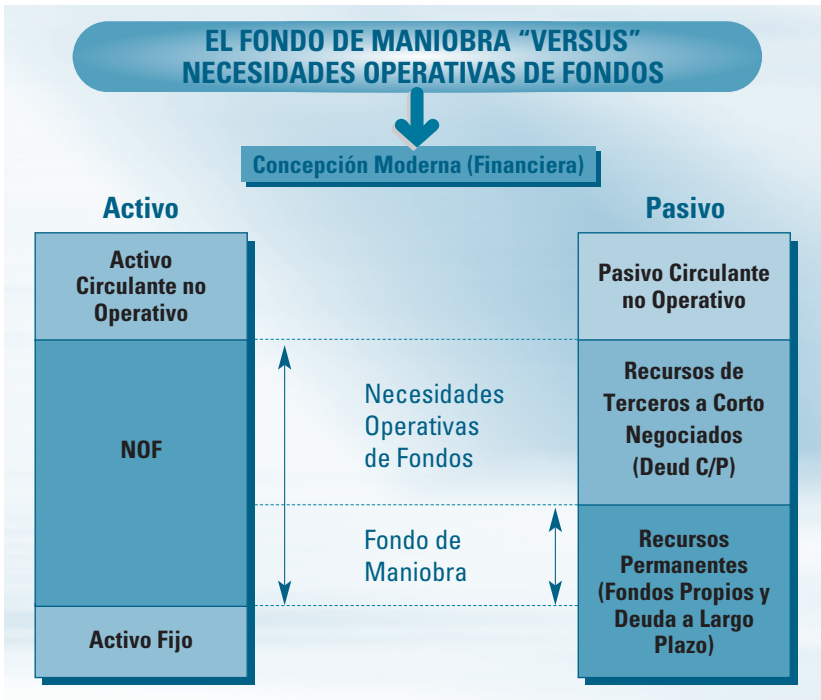 EL FONDO DE MANIOBRA “VERSUS”
NECESIDADES OPERATIVAS DE FONDOS
Concepción Moderna (Financiera)
Activo
Activo
Circulante no
Operativo
NOF
Activo Fijo
Necesidades
Operativas
de Fondos
Fondo de
Maniobra
Pasivo
Pasivo Circulante
no Operativo
Recursos de
Terceros a Corto
Negociados
(Deud C/P)
Recursos
Permanentes
(Fondos Propios y
Deuda a Largo
Plazo)